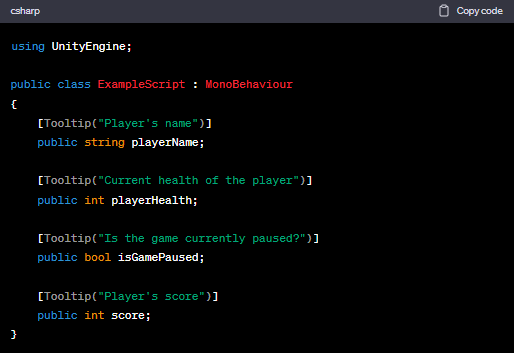 csharp
Copy code
using UnityEngine;
public class ExampleScript : MonoBehaviour
{
[Tooltip("Player's name")]
public string playerName;
[Tooltip("Current health of the player")]
public int playerHealth;
[Tooltip("Is the game currently paused?")]
public bool isGamePaused;
[Tooltip("Player's score")]
public int score;
}